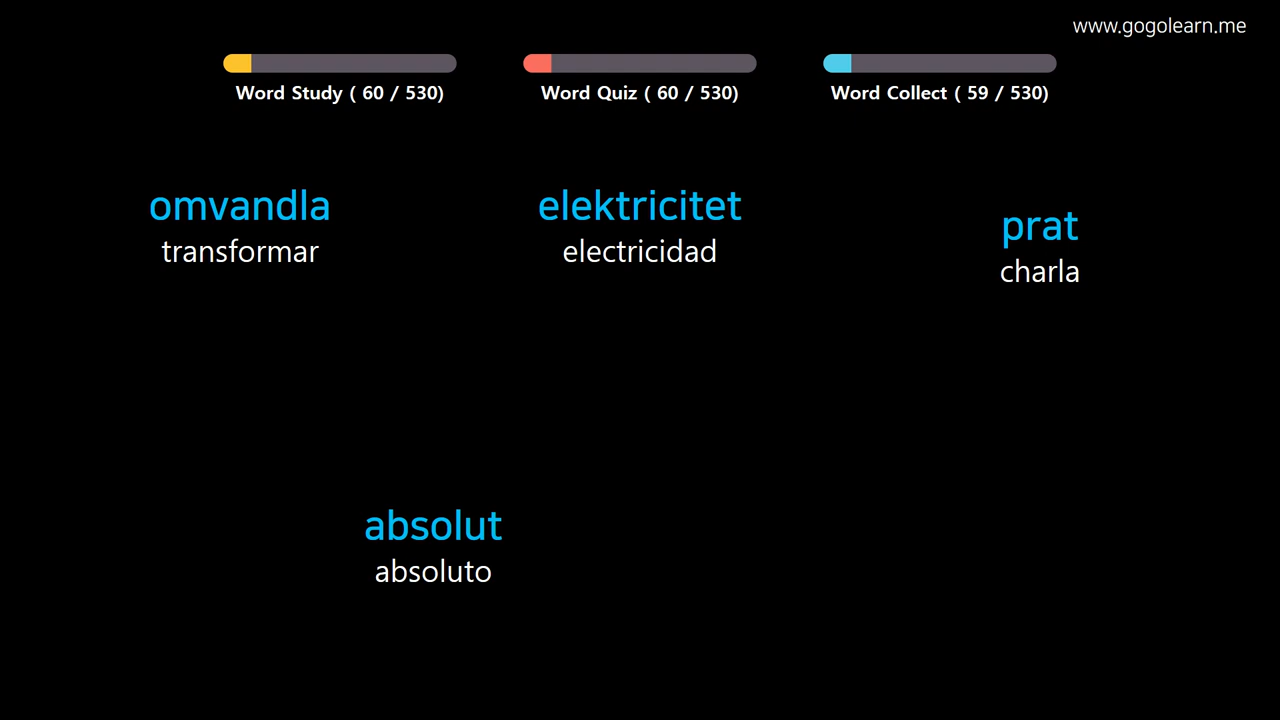 www.gogolearn.me
Word Study ( 60 / 530)
Word Quiz ( 60 / 530)
Word Collect ( 59 / 530)
omvandla
transformar
elektricitet
electricidad
prat
charla
absolut
absoluto